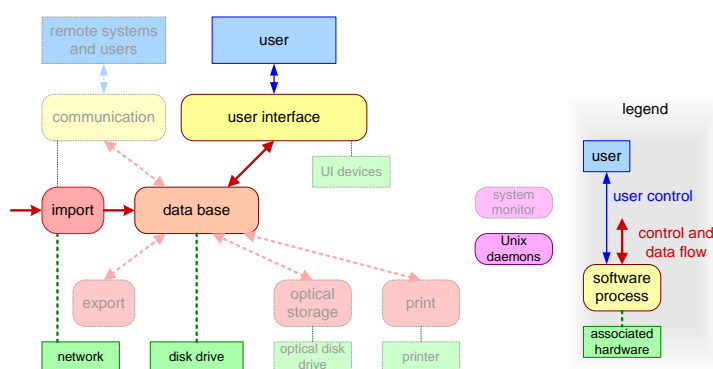 remote systems
and users
user
communication
user interface
legend
user
UI devices
user control
import
data base
system
monitor
Unix
daemons
control and
data flow
software
process
export
optical
storage
print
network
disk drive
optical disk
drive
printer
associated
hardware